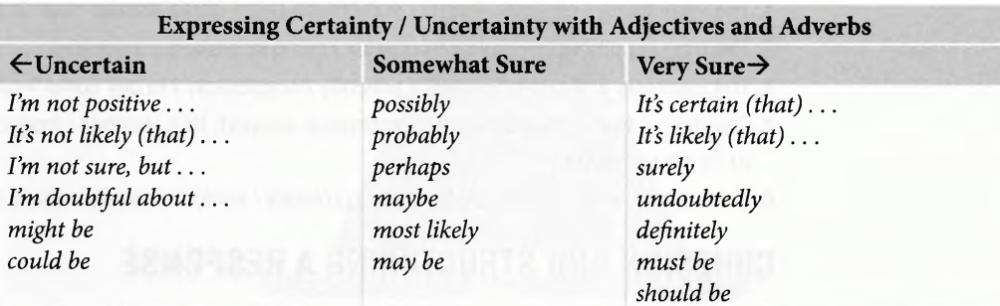 Expressing Certainty / Uncertainty with Adjectives and Adverbs
←Uncertain Somewhat Sure Very Sure→
I'm not positive . . . possibly It's certain (that) . . .
It's not likely (that) . . . probably It's likely (that) . . .
I'm not sure, but . . . perhaps surely
I'm doubtful about . . . maybe undoubtedly
might be most likely definitely
could be may be must be
should be